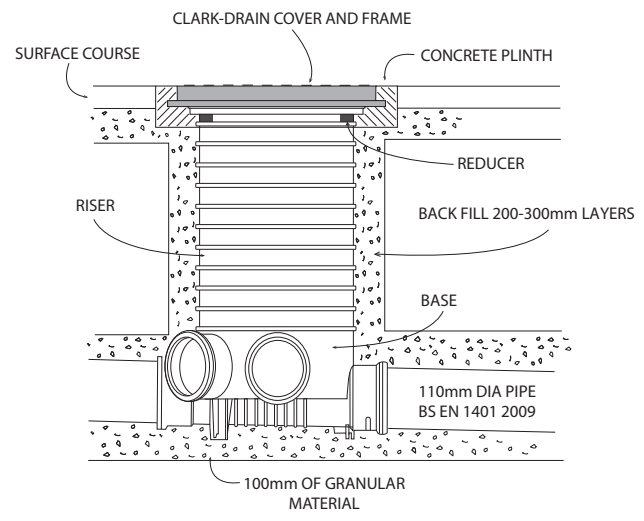 CLARK-DRAIN COVER AND FRAME
SURFACE COURSE
CONCRETE PLINTH
REDUCER
RISER
BACK FILL 200-300mm LAYERS
BASE
110mm DIA PIPE
BS EN 1401 2009
100mm OF GRANULAR
MATERIAL